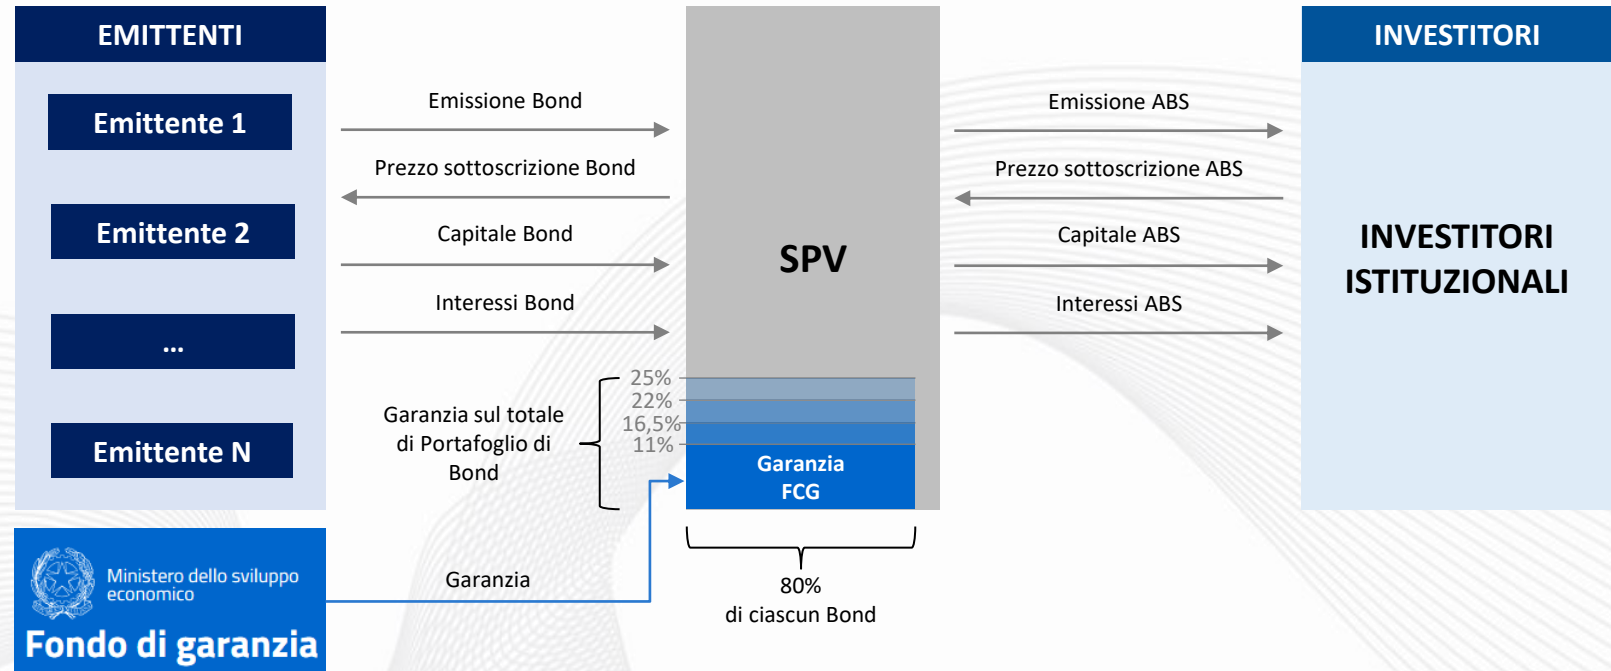 EMITTENTI
Emittente 1
Emittente 2
...
Emittente N
Emissione Bond
Prezzo sottoscrizione Bond
Capitale Bond
Interessi Bond
SPV
Emissione ABS
Prezzo sottoscrizione ABS
Capitale ABS
Interessi ABS
INVESTITORI
INVESTITORI
ISTITUZIONALI
Garanzia sul totale
di Portafoglio di
Bond
25%
22%
16,5%
11%
Garanzia
FCG
80%
di ciascun Bond
Garanzia
Ministero dello sviluppo
economico
Fondo di garanzia